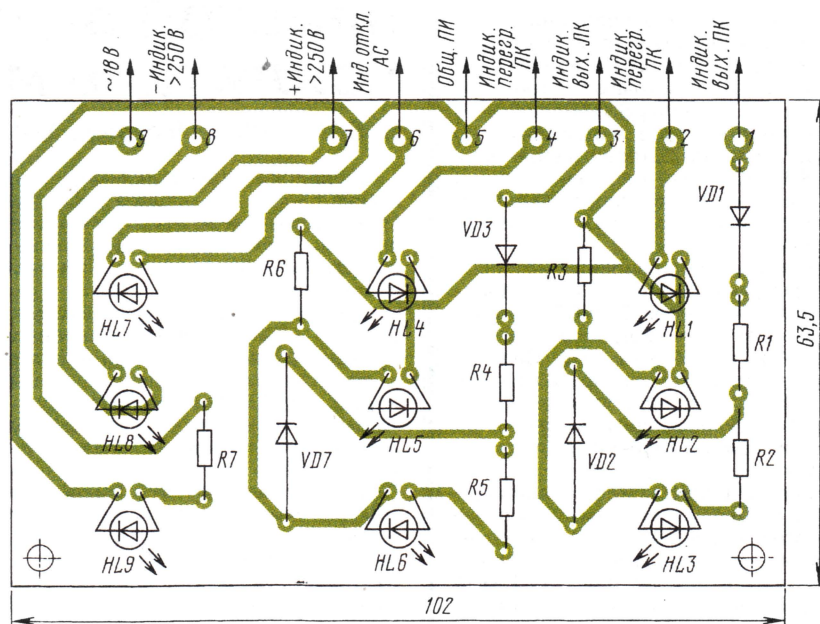 ~18 В
−Индик.
>250 В
+Индик.
>250 В
Инд. откл.
АС
Общ. ПИ
Индик.
перегр.
ПК
Индик.
вых. ЛК
Индик.
перегр.
ПК
Индик.
вых. ПК
9
8
7
6
5
4
3
2
1
VD1
VD3
R6
R3
HL7
HL4
HL1
R1
R4
63,5
HL8
HL5
HL2
R7
VD7
VD2
R2
R5
HL9
HL6
HL3
102